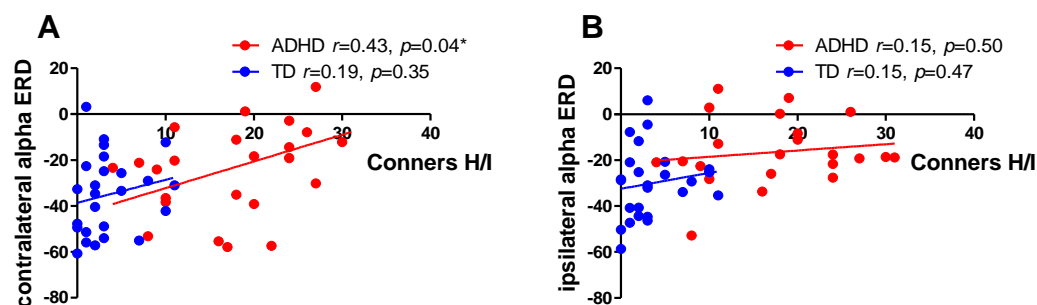 A
ADHD r=0.43, p=0.04*
TD r=0.19, p=0.35
contralateral alpha ERD
20
0
-20
-40
-60
-80
10
20
30
40
Conners H/I
B
ADHD r=0.15, p=0.50
TD r=0.15, p=0.47
ipsilateral alpha ERD
20
0
-20
-40
-60
-80
10
20
30
40
Conners H/I